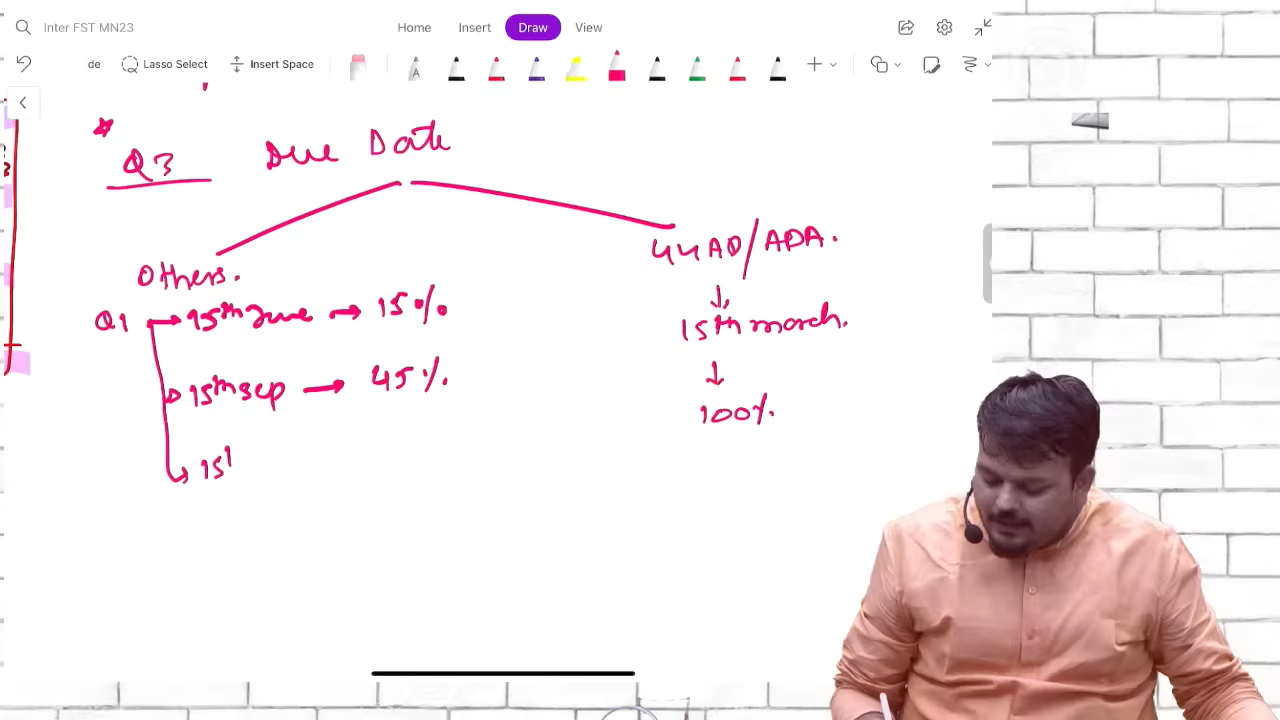 Inter FST MN23
Home Insert Draw View
de Lasso Select Insert Space
A
Q3 Due Date
Others.
44AD/ADA.
Q1 → 15th June → 15%
15th march.
15th sep → 45%
100%
15